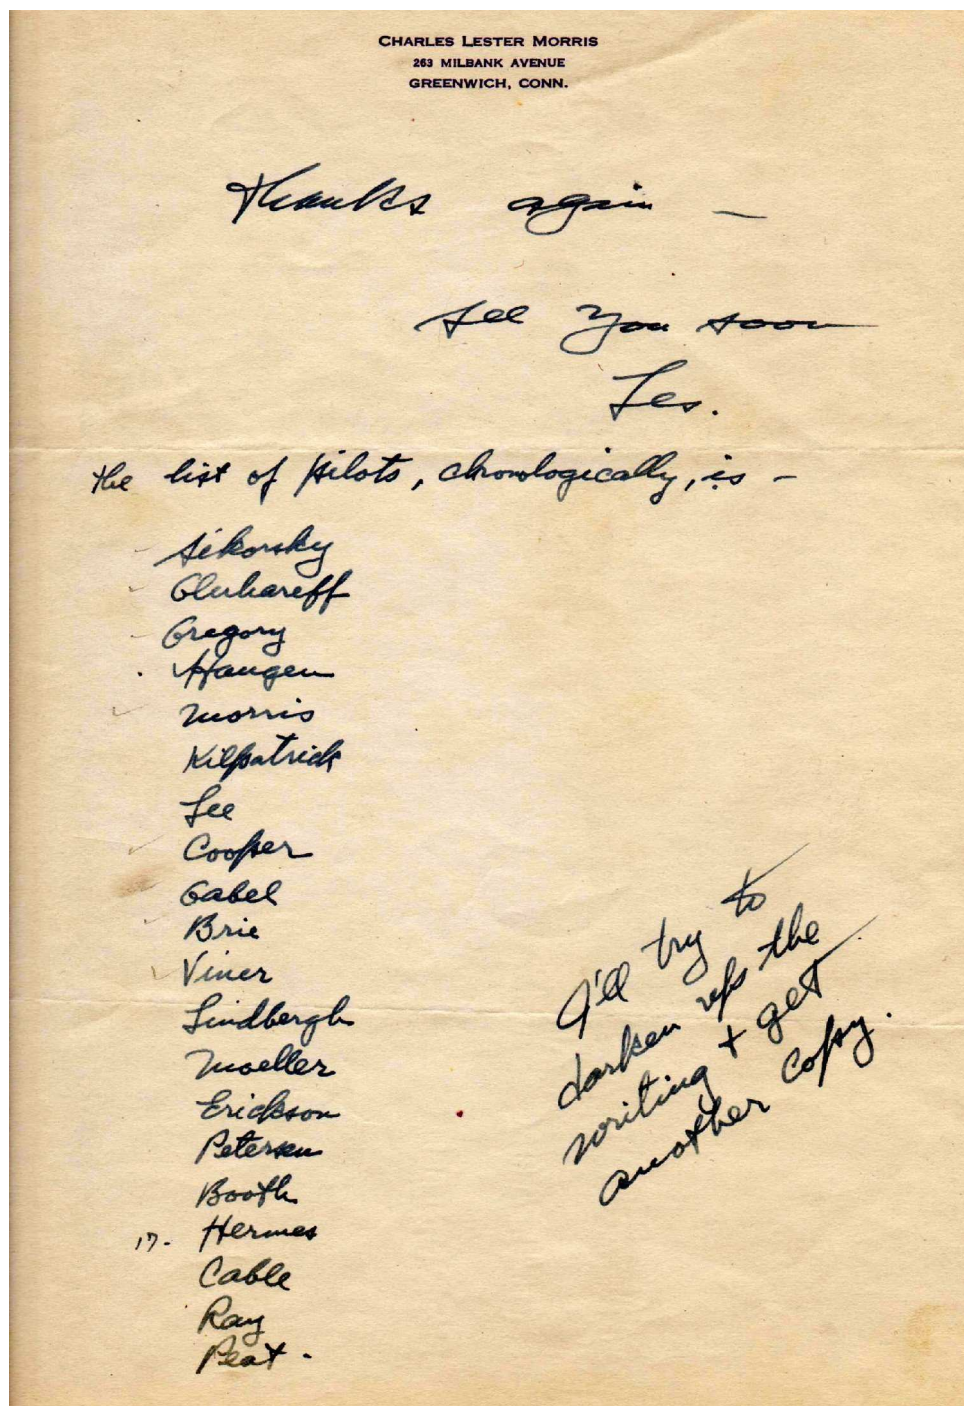 CHARLES LESTER MORRIS
263 MILBANK AVENUE
GREENWICH, CONN.
Thanks again —
See you soon
Les.
The list of pilots, chronologically, is —
Sikorsky
Gluhareff
Gregory
Haugen
Morris
Kilpatrick
Lee
Cooper
Gabel
Brie
Viner
Lindbergh
Moeller
Erickson
Petersen
Booth
17. Hermes
Cable
Ray
Peat.
I'll try to
darken up the
writing + get
another copy.